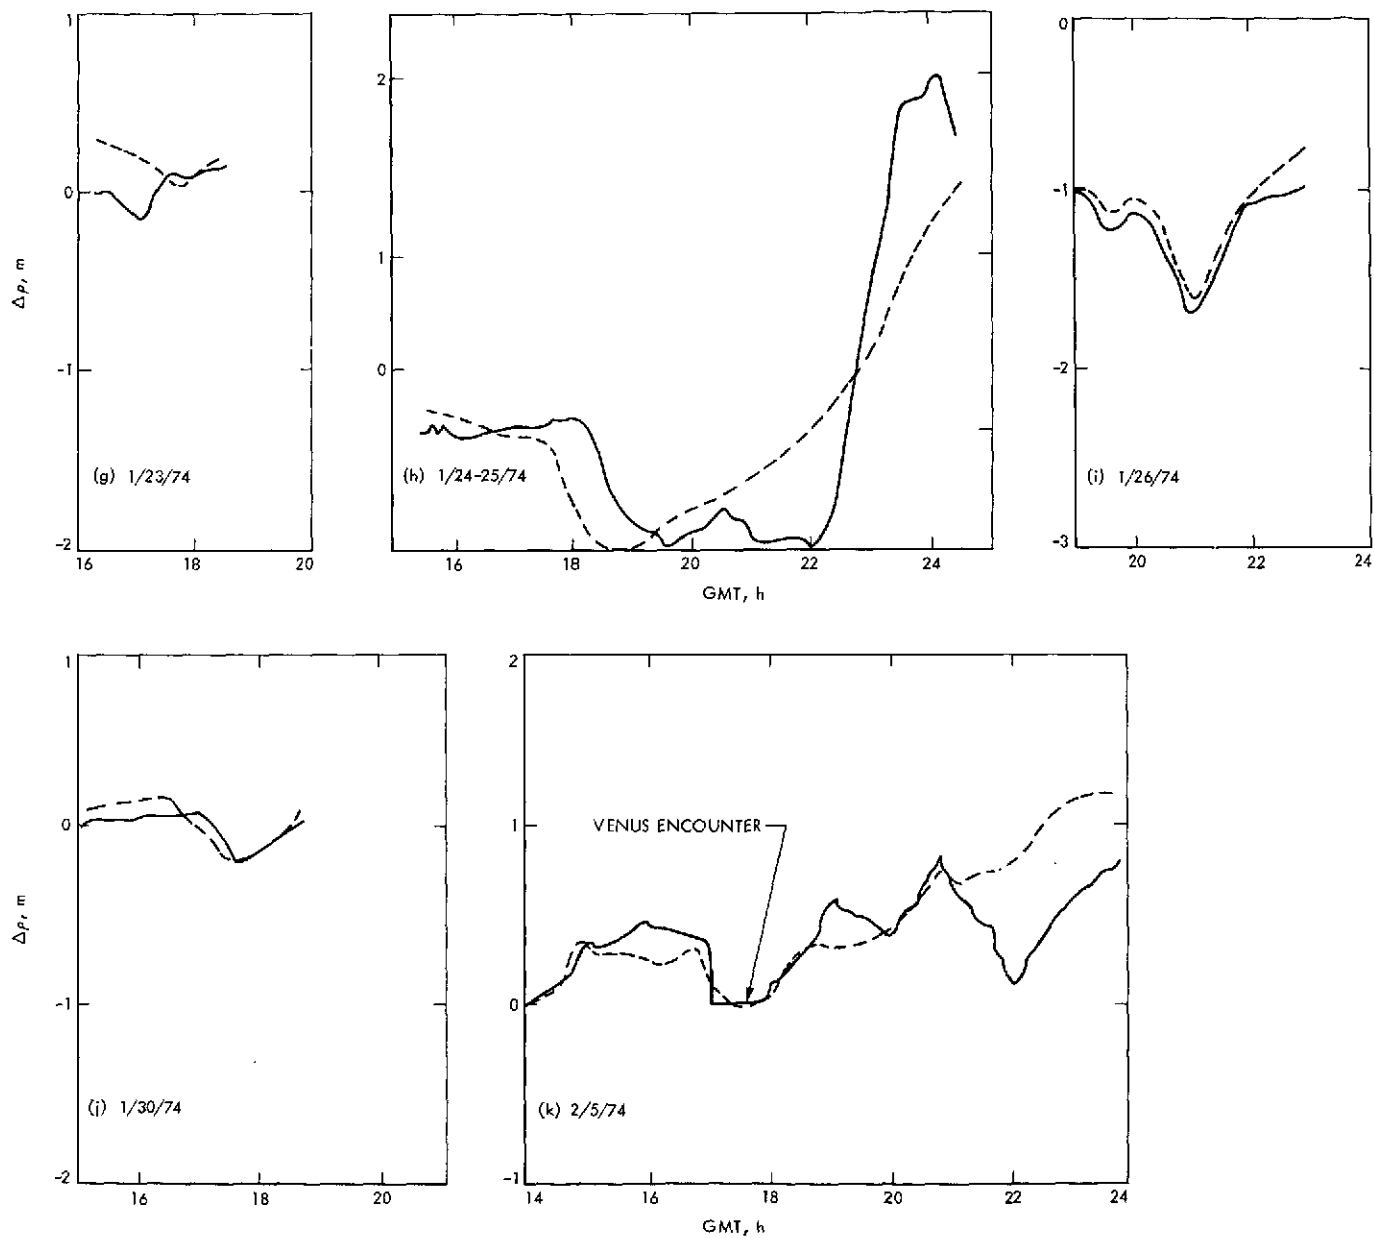 1
0
-1
-2
Δρ, m
(g) 1/23/74
16 18 20
2
1
0
(h) 1/24-25/74
16 18 20 22 24
GMT, h
0
-1
-2
-3
(i) 1/26/74
20 22 24
1
0
-1
-2
Δρ, m
(j) 1/30/74
16 18 20
2
1
0
-1
VENUS ENCOUNTER
(k) 2/5/74
14 16 18 20 22 24
GMT, h